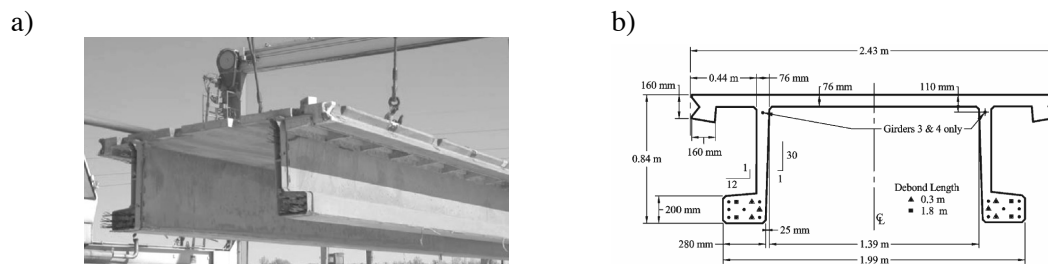 a)
b)
2.43 m
0.44 m
76 mm
160 mm
76 mm
110 mm
Girders 3 & 4 only
160 mm
0.84 m
30
1
1
12
Debond Length
▲ 0.3 m
■ 1.8 m
200 mm
℄
25 mm
280 mm
1.39 m
1.99 m